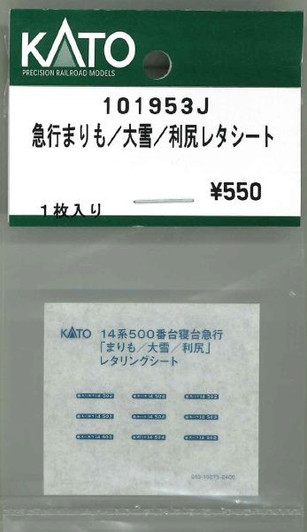 KATO
PRECISION RAILROAD MODELS
101953J
急行まりも/大雪/利尻レタシート
¥550
1枚入り
KATO 14系500番台寝台急行
「まりも/大雪/利尻」
レタリングシート